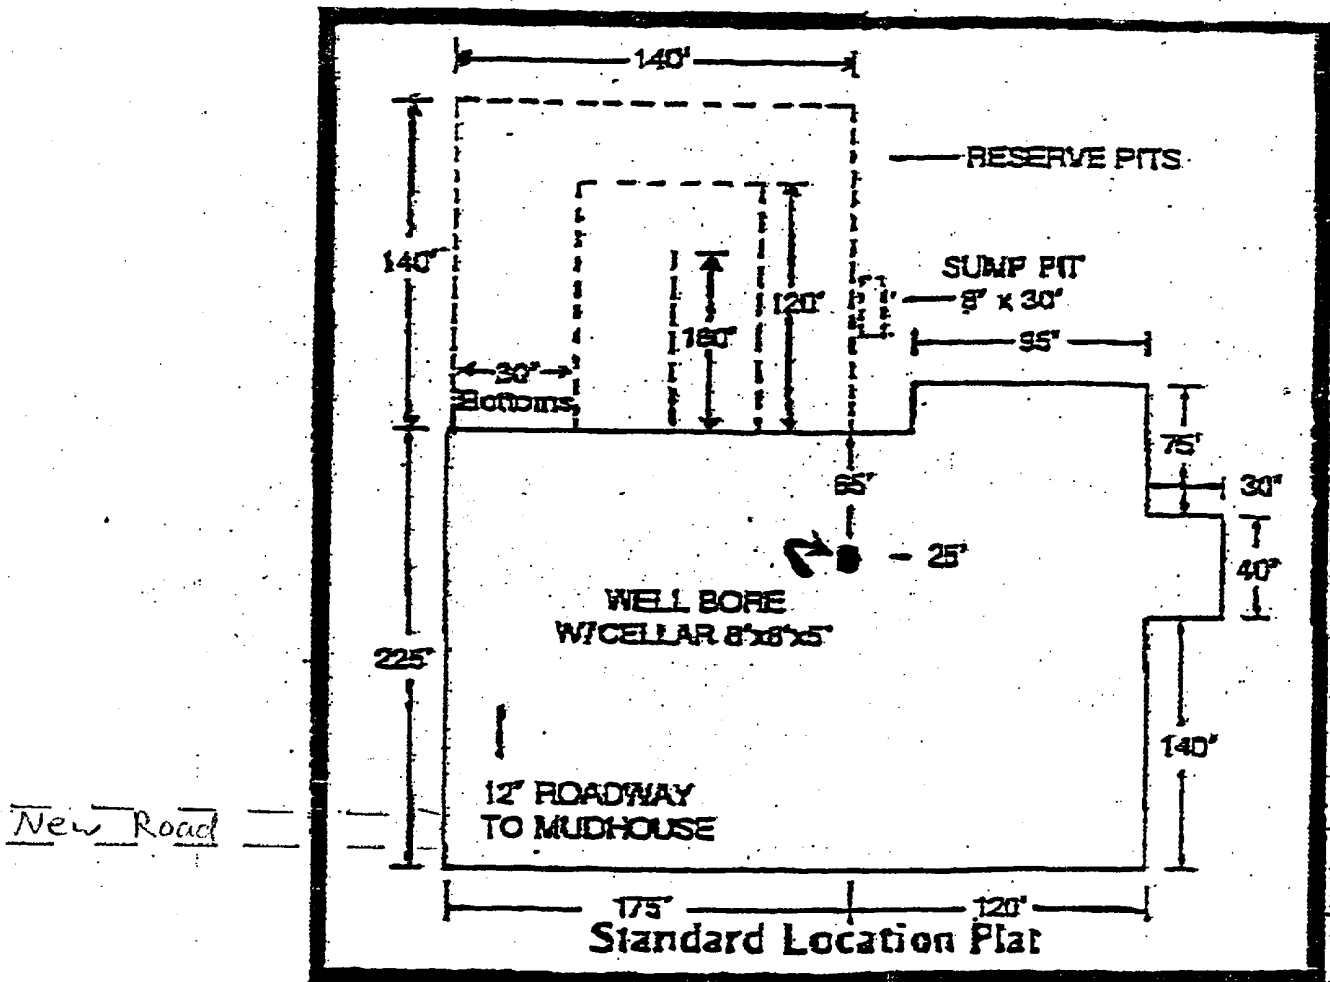 140'
RESERVE PITS
140'
SUMP PIT
8' x 30'
120'
180'
95'
30'
Bottoms
75'
30'
25'
40'
WELL BORE
W/CELLAR 8'x8'x5'
225'
140'
12' ROADWAY
TO MUDHOUSE
New Road
175'
120'
Standard Location Plat